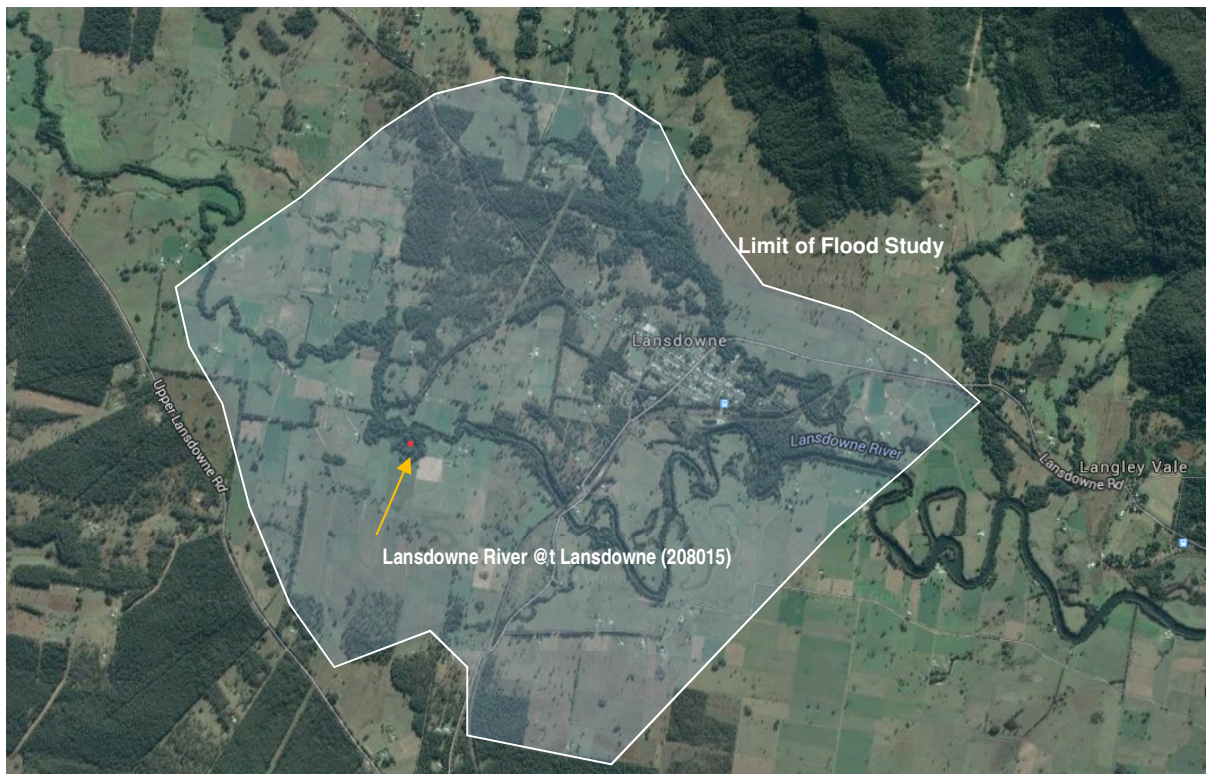 Limit of Flood Study
Lansdowne
Upper Lansdowne Rd
Lansdowne River
Langley Vale
Lansdowne Rd
Lansdowne River @t Lansdowne (208015)